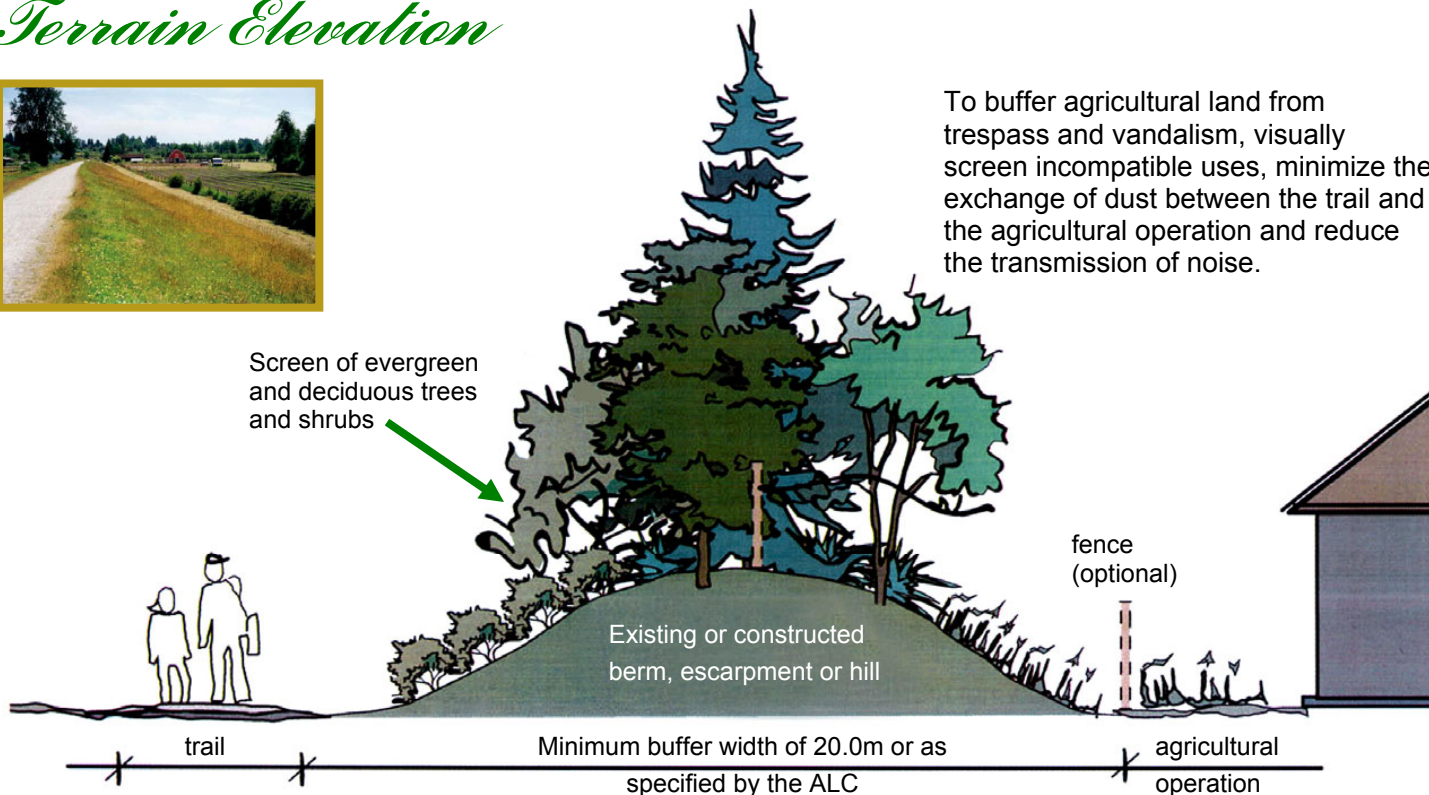 Terrain Elevation
To buffer agricultural land from
trespass and vandalism, visually
screen incompatible uses, minimize the
exchange of dust between the trail and
the agricultural operation and reduce
the transmission of noise.
Screen of evergreen
and deciduous trees
and shrubs
fence
(optional)
Existing or constructed
berm, escarpment or hill
trail
Minimum buffer width of 20.0m or as
specified by the ALC
agricultural
operation